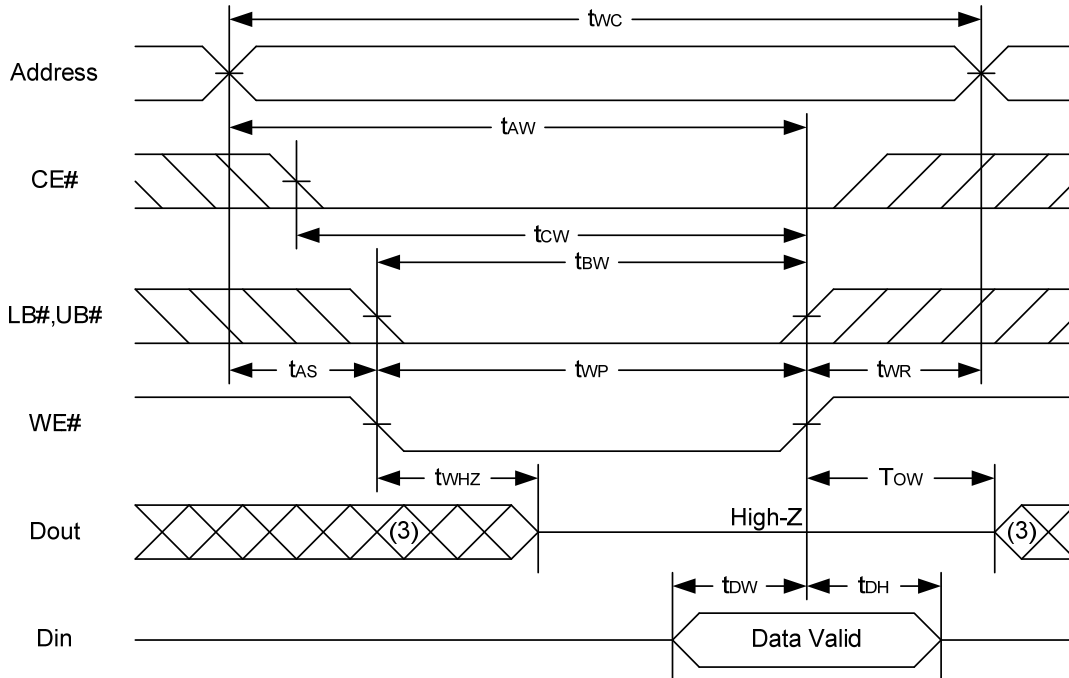 tWC
Address
tAW
CE#
tCW
tBW
LB#,UB#
tAS tWP tWR
WE#
tWHZ TOW
Dout (3) High-Z (3)
tDW tDH
Din Data Valid